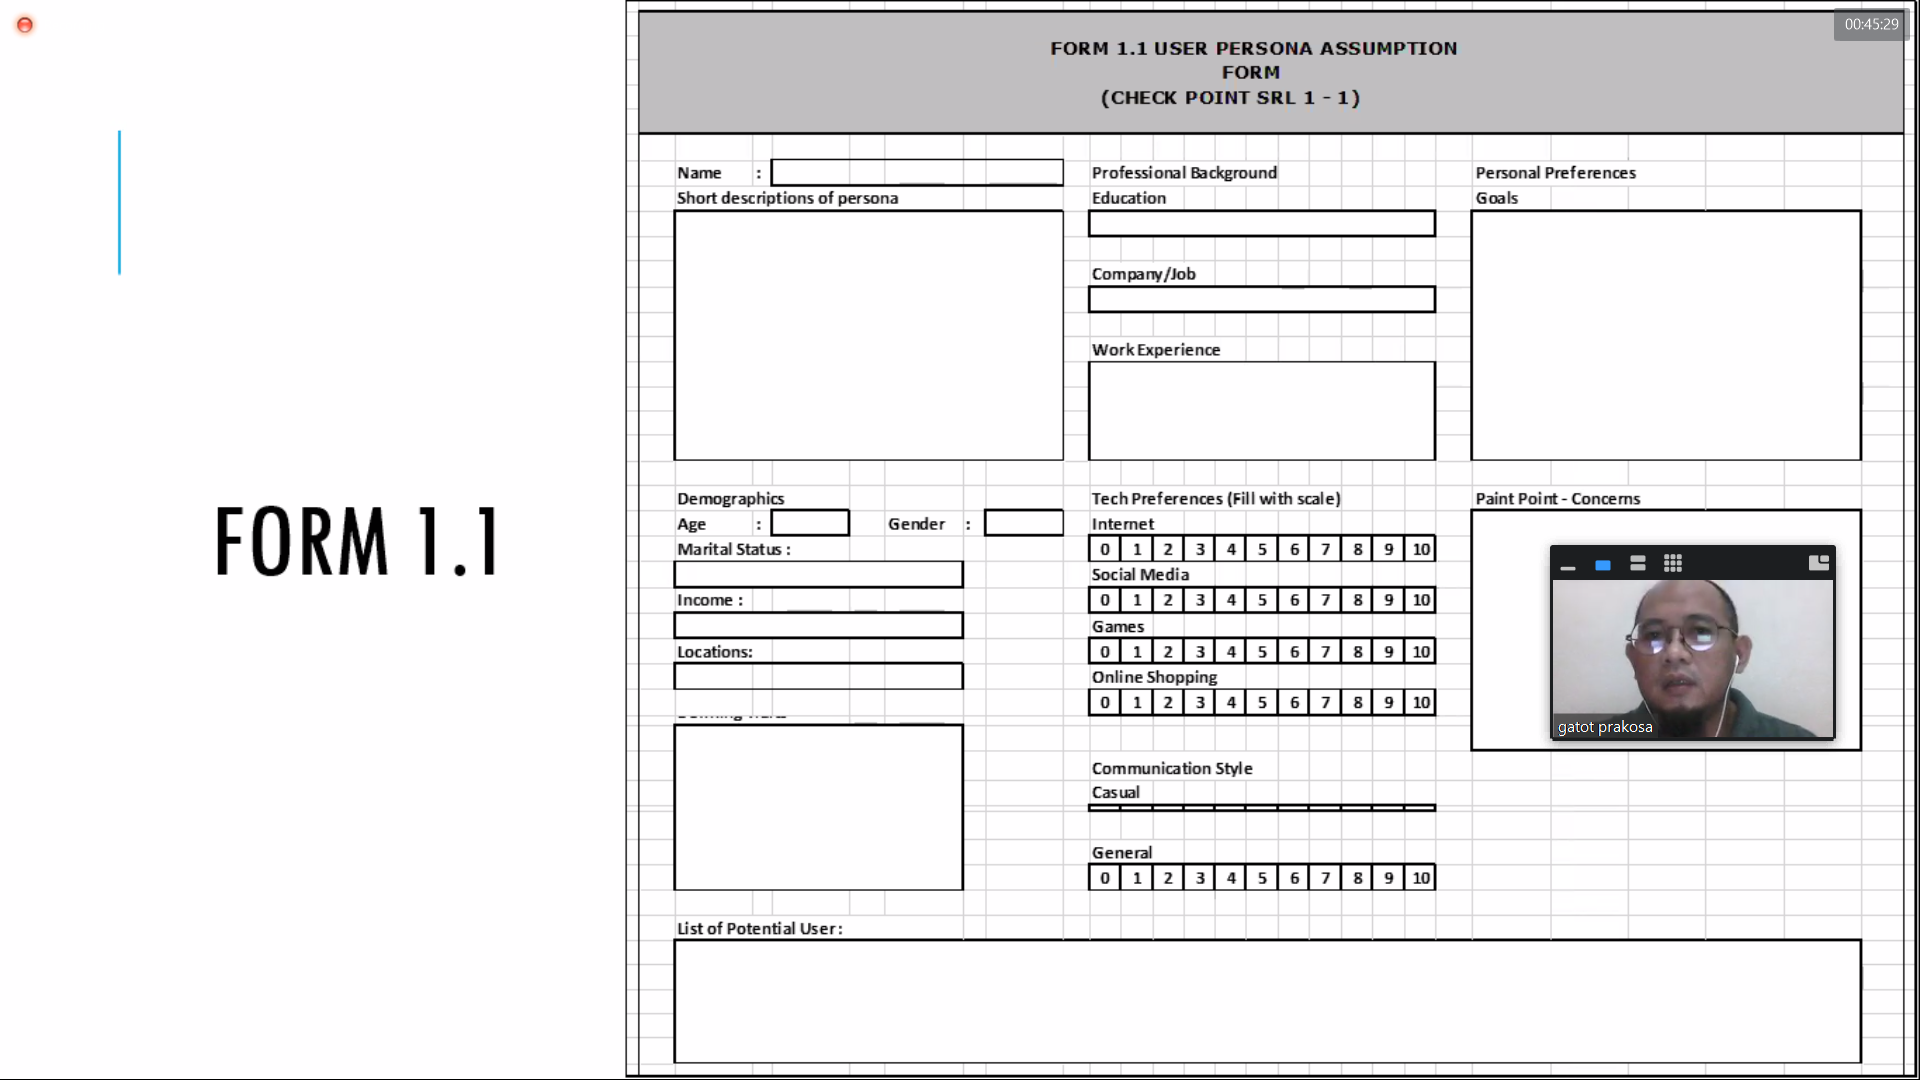 00:45:29
FORM 1.1 USER PERSONA ASSUMPTION
FORM
(CHECK POINT SRL 1 - 1)
FORM 1.1
Name :
Short descriptions of persona
Professional Background
Education
Company/Job
Work Experience
Personal Preferences
Goals
Demographics
Age : Gender :
Marital Status :
Income :
Locations:
Tech Preferences (Fill with scale)
Internet
0 1 2 3 4 5 6 7 8 9 10
Social Media
0 1 2 3 4 5 6 7 8 9 10
Games
0 1 2 3 4 5 6 7 8 9 10
Online Shopping
0 1 2 3 4 5 6 7 8 9 10
Communication Style
Casual
General
0 1 2 3 4 5 6 7 8 9 10
Paint Point - Concerns
gatot prakosa
List of Potential User: